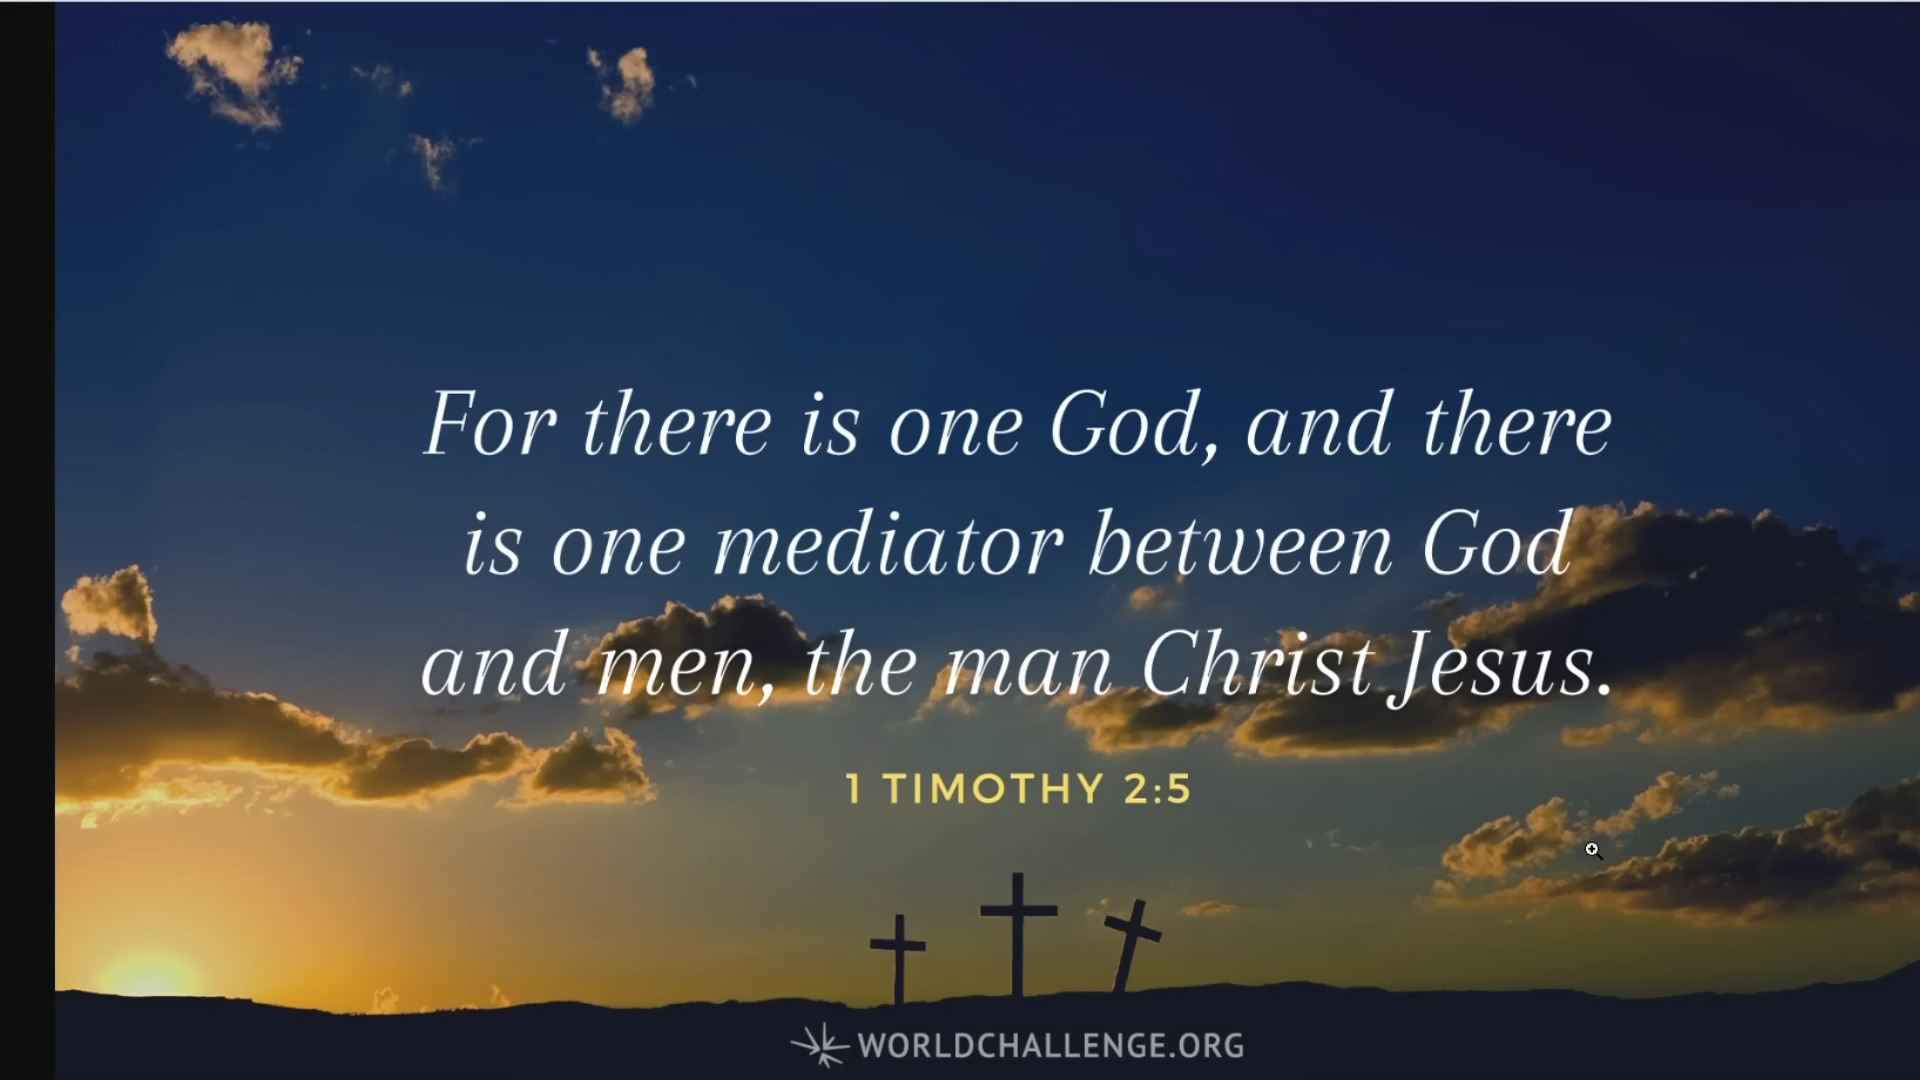 For there is one God, and there
is one mediator between God
and men, the man Christ Jesus.
1 TIMOTHY 2:5
WORLDCHALLENGE.ORG